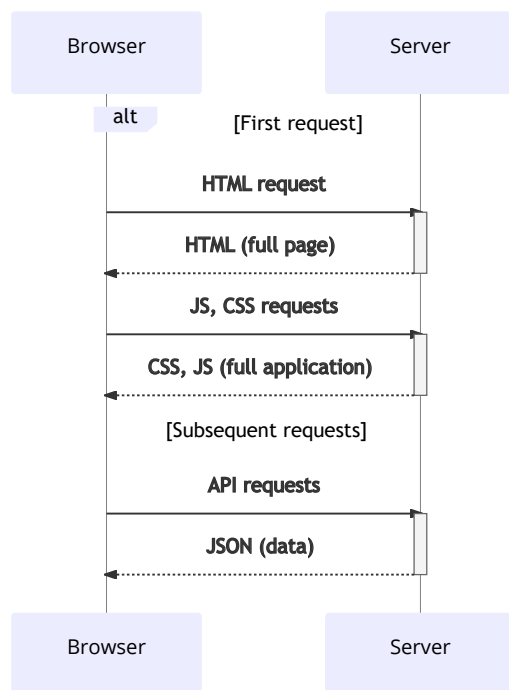 Browser
Server
alt
[First request]
HTML request
HTML (full page)
JS, CSS requests
CSS, JS (full application)
[Subsequent requests]
API requests
JSON (data)
Browser
Server